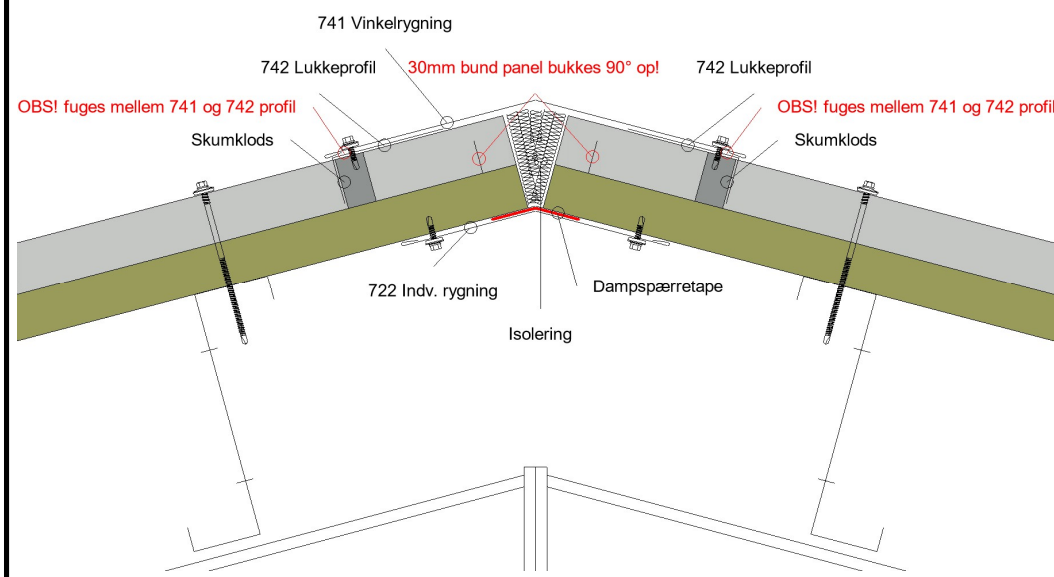 741 Vinkelrygning
742 Lukkeprofil
30mm bund panel bukkes 90° op!
742 Lukkeprofil
OBS! fuges mellem 741 og 742 profil
OBS! fuges mellem 741 og 742 profil
Skumklods
Skumklods
722 Indv. rygning
Dampspærretape
Isolering